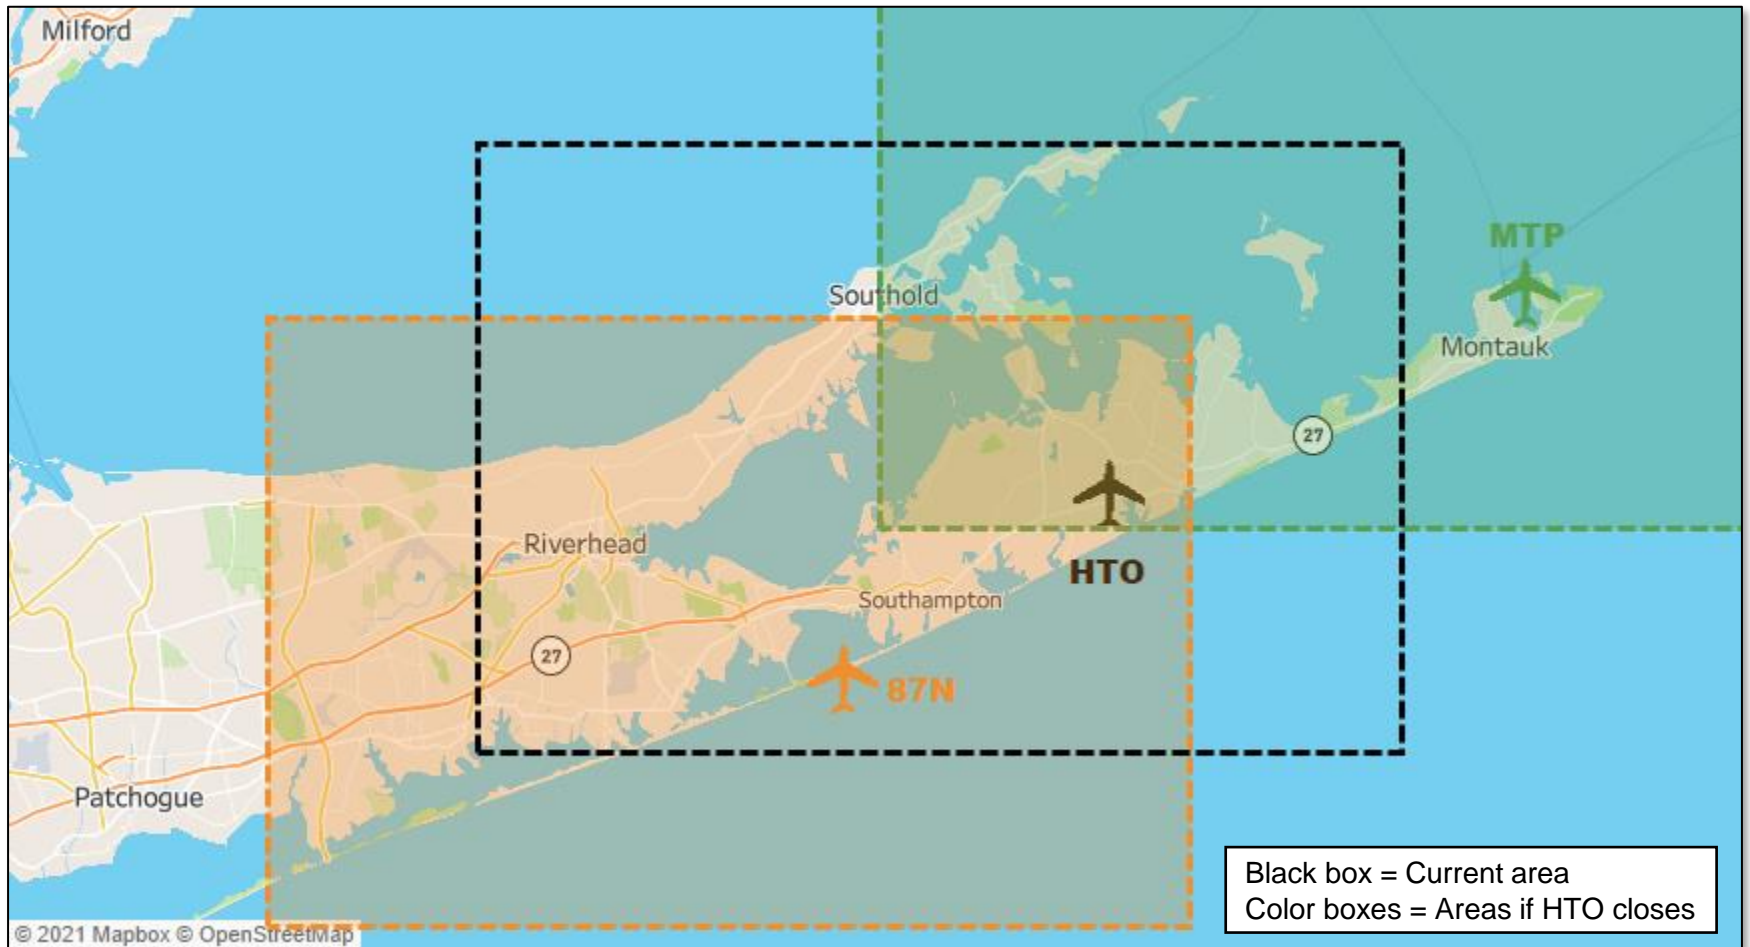 Milford
MTP
Southold
Montauk
27
Riverhead
HTO
Southampton
27
87N
Patchogue
Black box = Current area
Color boxes = Areas if HTO closes
© 2021 Mapbox © OpenStreetMap